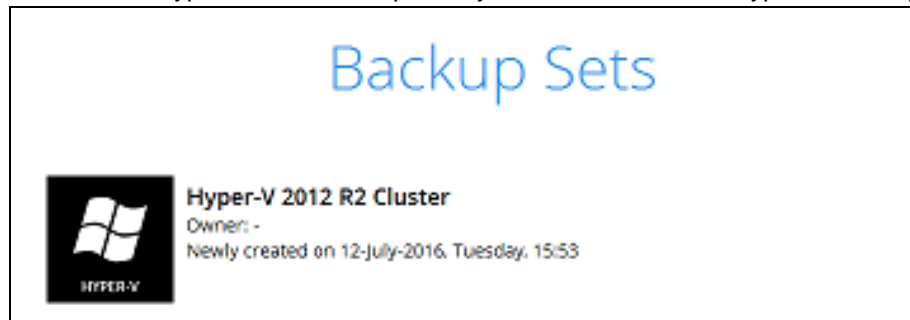 Backup Sets
Hyper-V 2012 R2 Cluster
Owner: -
Newly created on 12-July-2016, Tuesday, 15:53
HYPER-V